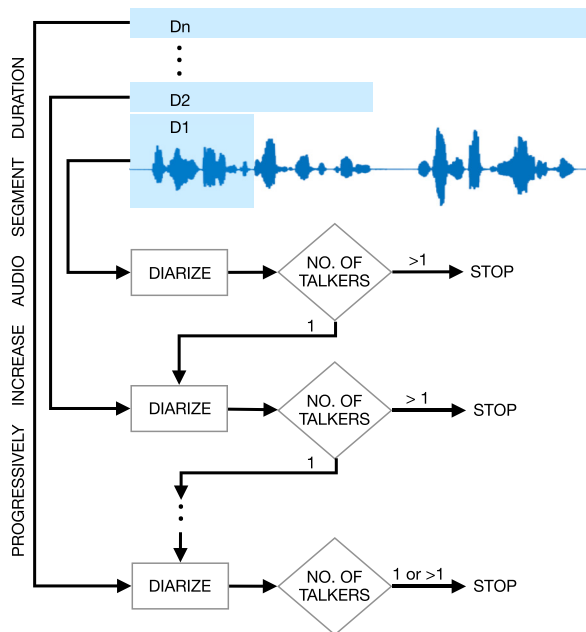 Dn
D2
D1
PROGRESSIVELY INCREASE AUDIO SEGMENT DURATION
DIARIZE
NO. OF
TALKERS
>1
STOP
1
DIARIZE
NO. OF
TALKERS
> 1
STOP
1
DIARIZE
NO. OF
TALKERS
1 or >1
STOP